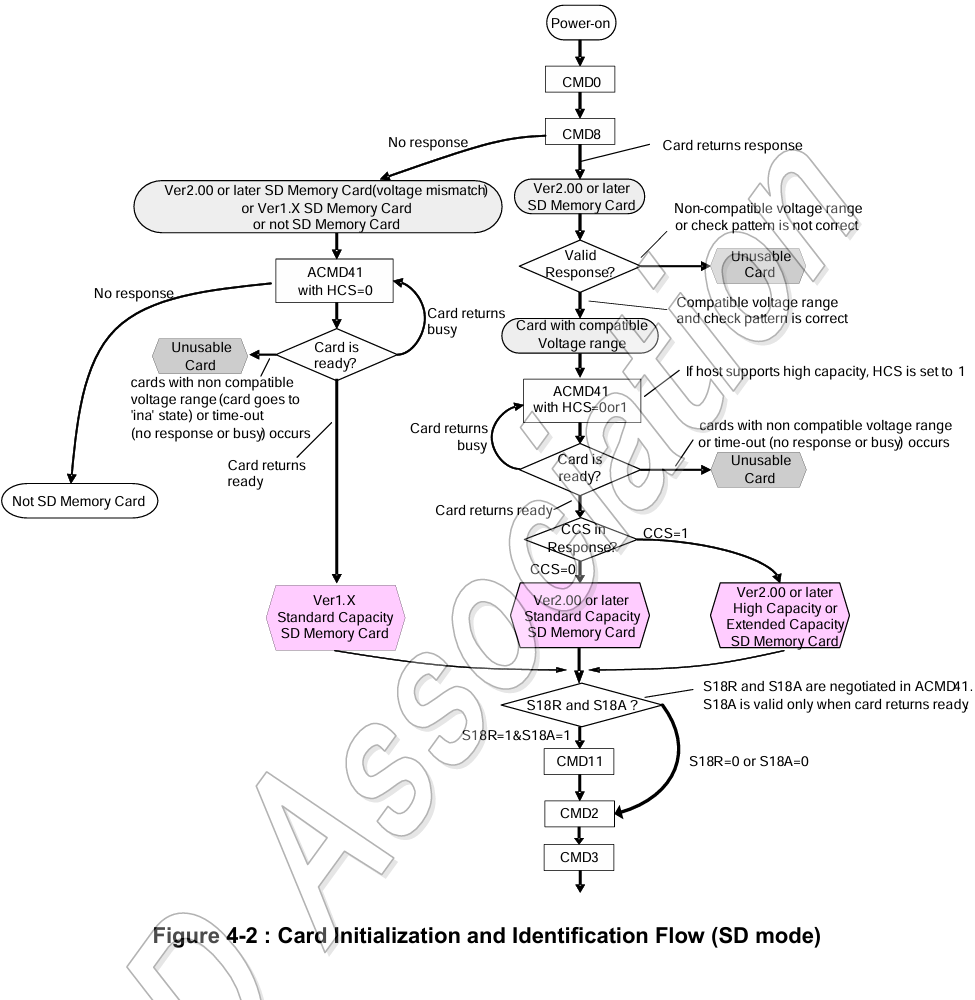 Power-on
CMD0
CMD8
No response
Card returns response
Ver2.00 or later SD Memory Card(voltage mismatch)
or Ver1.X SD Memory Card
or not SD Memory Card
Ver2.00 or later
SD Memory Card
Non-compatible voltage range
or check pattern is not correct
Valid
Response?
Unusable
Card
ACMD41
with HCS=0
No response
Card returns
busy
Compatible voltage range
and check pattern is correct
Card with compatible
Voltage range
Unusable
Card
Card is
ready?
cards with non compatible
voltage range(card goes to
'ina' state) or time-out
(no response or busy) occurs
If host supports high capacity, HCS is set to 1
ACMD41
with HCS=0or1
Card returns
busy
cards with non compatible voltage range
or time-out (no response or busy) occurs
Card is
ready?
Unusable
Card
Card returns
ready
Not SD Memory Card
Card returns ready
CCS in
Response?
CCS=1
CCS=0
Ver1.X
Standard Capacity
SD Memory Card
Ver2.00 or later
Standard Capacity
SD Memory Card
Ver2.00 or later
High Capacity or
Extended Capacity
SD Memory Card
S18R and S18A ?
S18R and S18A are negotiated in ACMD41.
S18A is valid only when card returns ready
S18R=1&S18A=1
CMD11
S18R=0 or S18A=0
CMD2
CMD3
Figure 4-2 : Card Initialization and Identification Flow (SD mode)
D Association